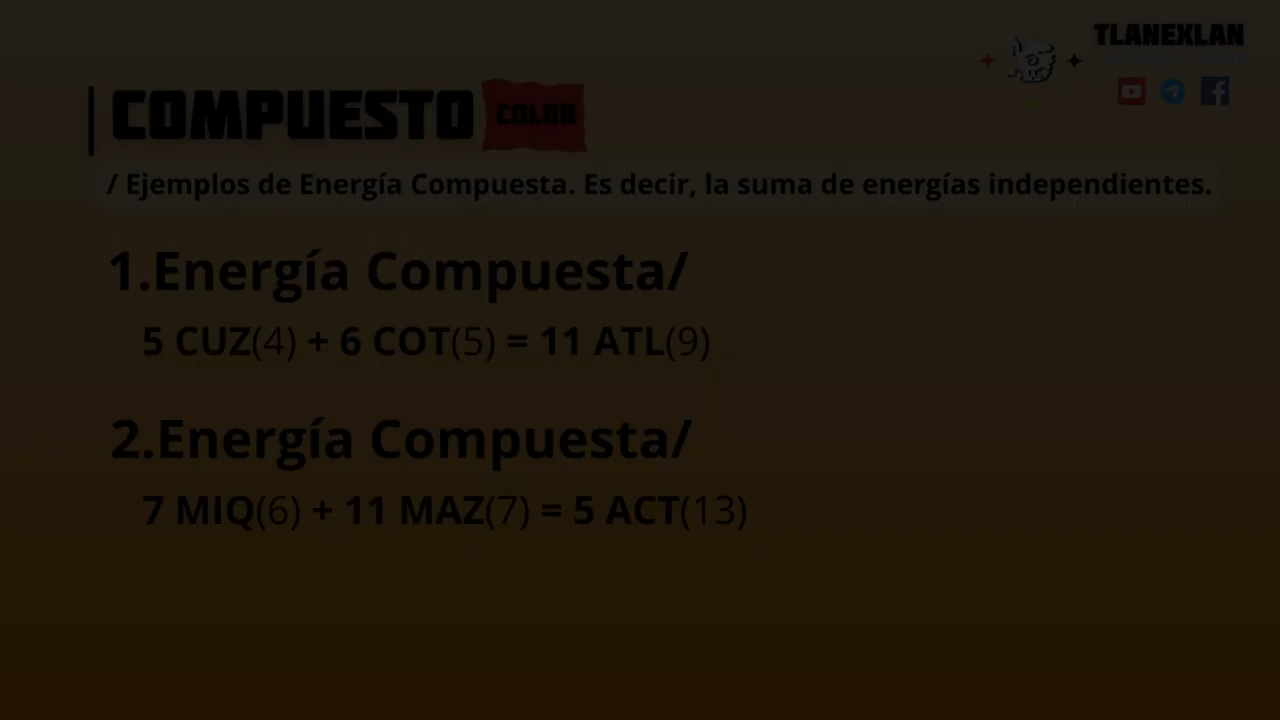 TLANEXLAN
COMPUESTO COLOR
/ Ejemplos de Energía Compuesta. Es decir, la suma de energías independientes.
1.Energía Compuesta/
5 CUZ(4) + 6 COT(5) = 11 ATL(9)
2.Energía Compuesta/
7 MIQ(6) + 11 MAZ(7) = 5 ACT(13)